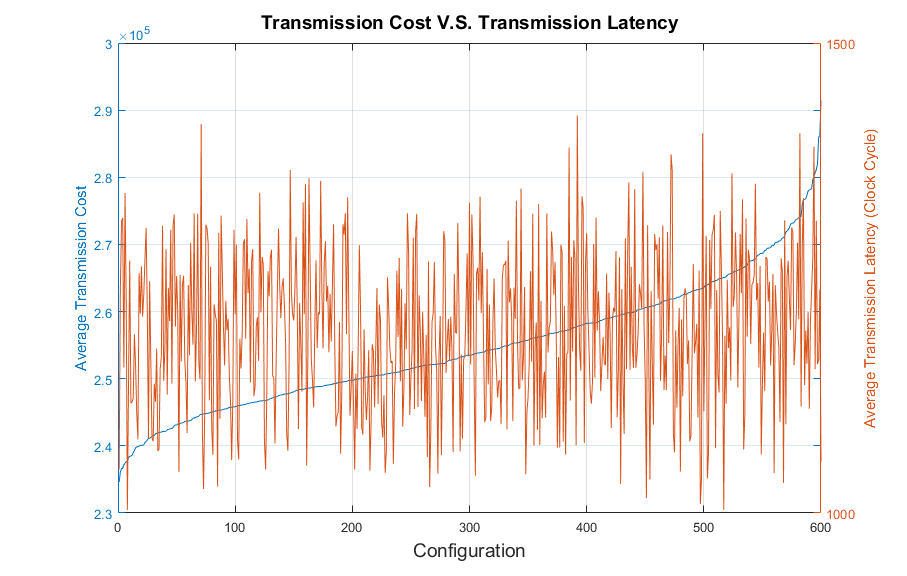 Transmission Cost V.S. Transmission Latency
×10^5
3
2.9
2.8
2.7
2.6
2.5
2.4
2.3
Average Transmission Cost
1500
1000
Average Transmission Latency (Clock Cycle)
0 100 200 300 400 500 600
Configuration